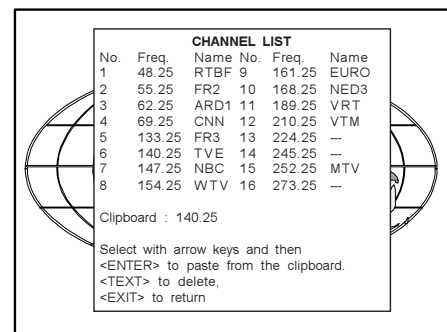 CHANNEL LIST
No. Freq. Name No. Freq. Name
1 48.25 RTBF 9 161.25 EURO
2 55.25 FR2 10 168.25 NED3
3 62.25 ARD1 11 189.25 VRT
4 69.25 CNN 12 210.25 VTM
5 133.25 FR3 13 224.25 ---
6 140.25 TVE 14 245.25 ---
7 147.25 NBC 15 252.25 MTV
8 154.25 WTV 16 273.25 ---
Clipboard : 140.25
Select with arrow keys and then
<ENTER> to paste from the clipboard.
<TEXT> to delete,
<EXIT> to return